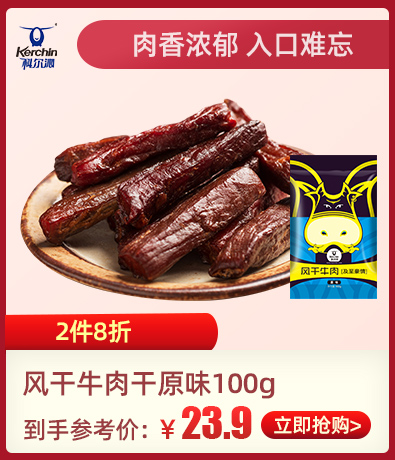 Kerchin
科尔沁
肉香浓郁 入口难忘
风干牛肉
2件8折
风干牛肉干原味100g
到手参考价：￥23.9 立即抢购>